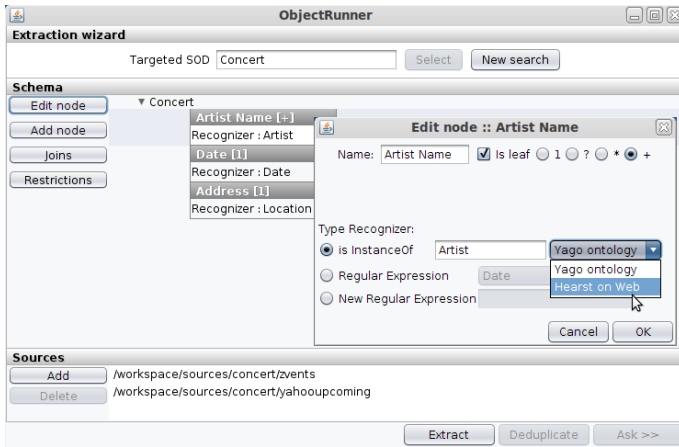 ObjectRunner
Extraction wizard
Targeted SOD Concert Select New search
Schema
Edit node
Add node
Joins
Restrictions
▼ Concert
Artist Name [+]
Recognizer : Artist
Date [1]
Recognizer : Date
Address [1]
Recognizer : Location
Edit node :: Artist Name
Name: Artist Name Is leaf 1 ? * +
Type Recognizer:
is InstanceOf Artist Yago ontology
Yago ontology
Hearst on Web
Regular Expression Date
New Regular Expression
Cancel OK
Sources
Add /workspace/sources/concert/zvents
Delete /workspace/sources/concert/yahooupcoming
Extract Deduplicate Ask >>